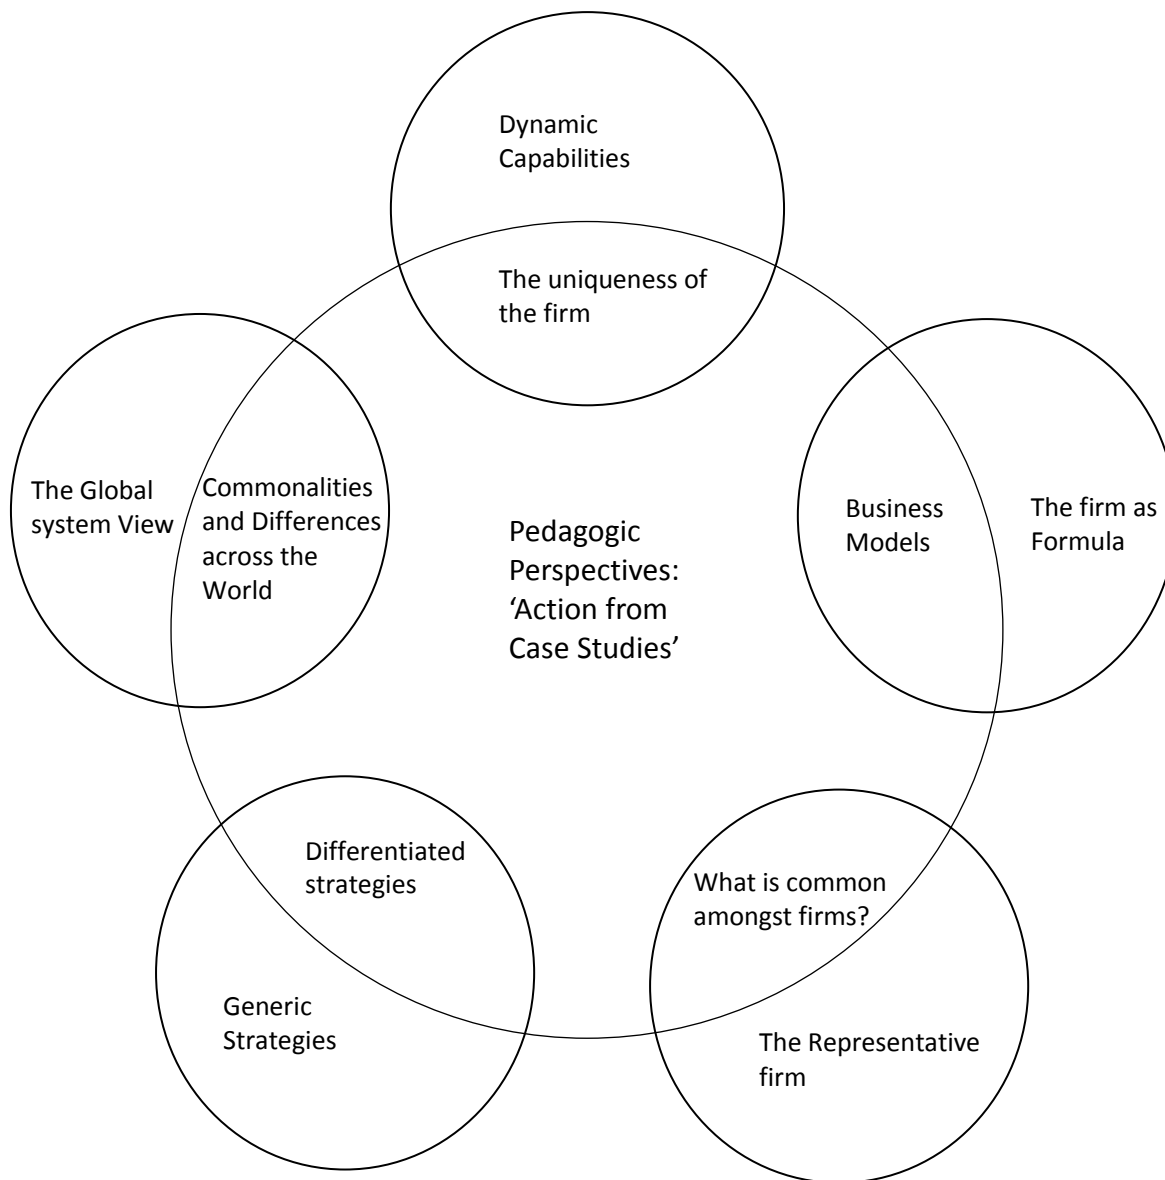 Dynamic
Capabilities
The uniqueness of
the firm
The Global
system View
Commonalities
and Differences
across the
World
Pedagogic
Perspectives:
‘Action from
Case Studies’
Business
Models
The firm as
Formula
Differentiated
strategies
Generic
Strategies
What is common
amongst firms?
The Representative
firm